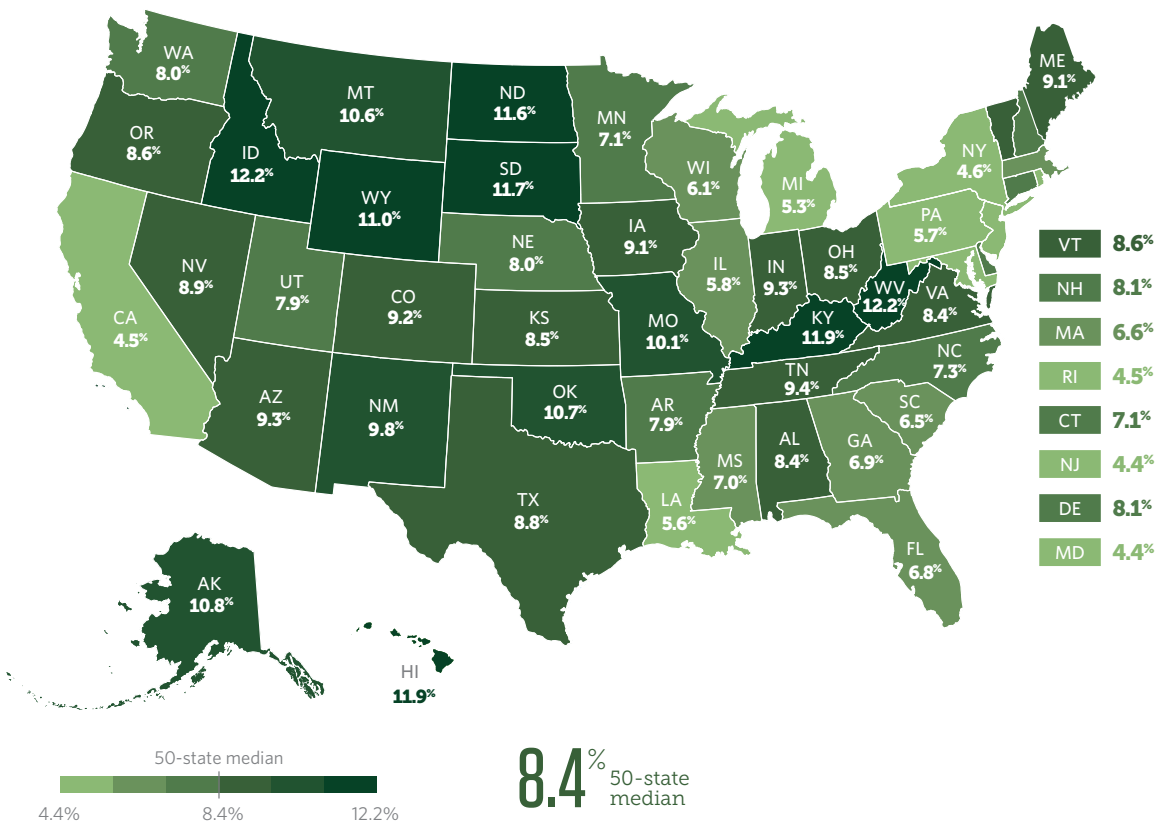 WA
8.0%
MT
10.6%
ND
11.6%
MN
7.1%
ME
9.1%
OR
8.6%
ID
12.2%
SD
11.7%
WI
6.1%
MI
5.3%
NY
4.6%
WY
11.0%
IA
9.1%
PA
5.7%
NE
8.0%
NV
8.9%
UT
7.9%
CO
9.2%
IL
5.8%
IN
9.3%
OH
8.5%
WV
12.2%
VA
8.4%
CA
4.5%
KS
8.5%
MO
10.1%
KY
11.9%
NC
7.3%
TN
9.4%
AZ
9.3%
NM
9.8%
OK
10.7%
AR
7.9%
SC
6.5%
MS
7.0%
AL
8.4%
GA
6.9%
TX
8.8%
LA
5.6%
FL
6.8%
AK
10.8%
HI
11.9%
VT 8.6%
NH 8.1%
MA 6.6%
RI 4.5%
CT 7.1%
NJ 4.4%
DE 8.1%
MD 4.4%
50-state median
4.4% 8.4% 12.2%
8.4% 50-state
median